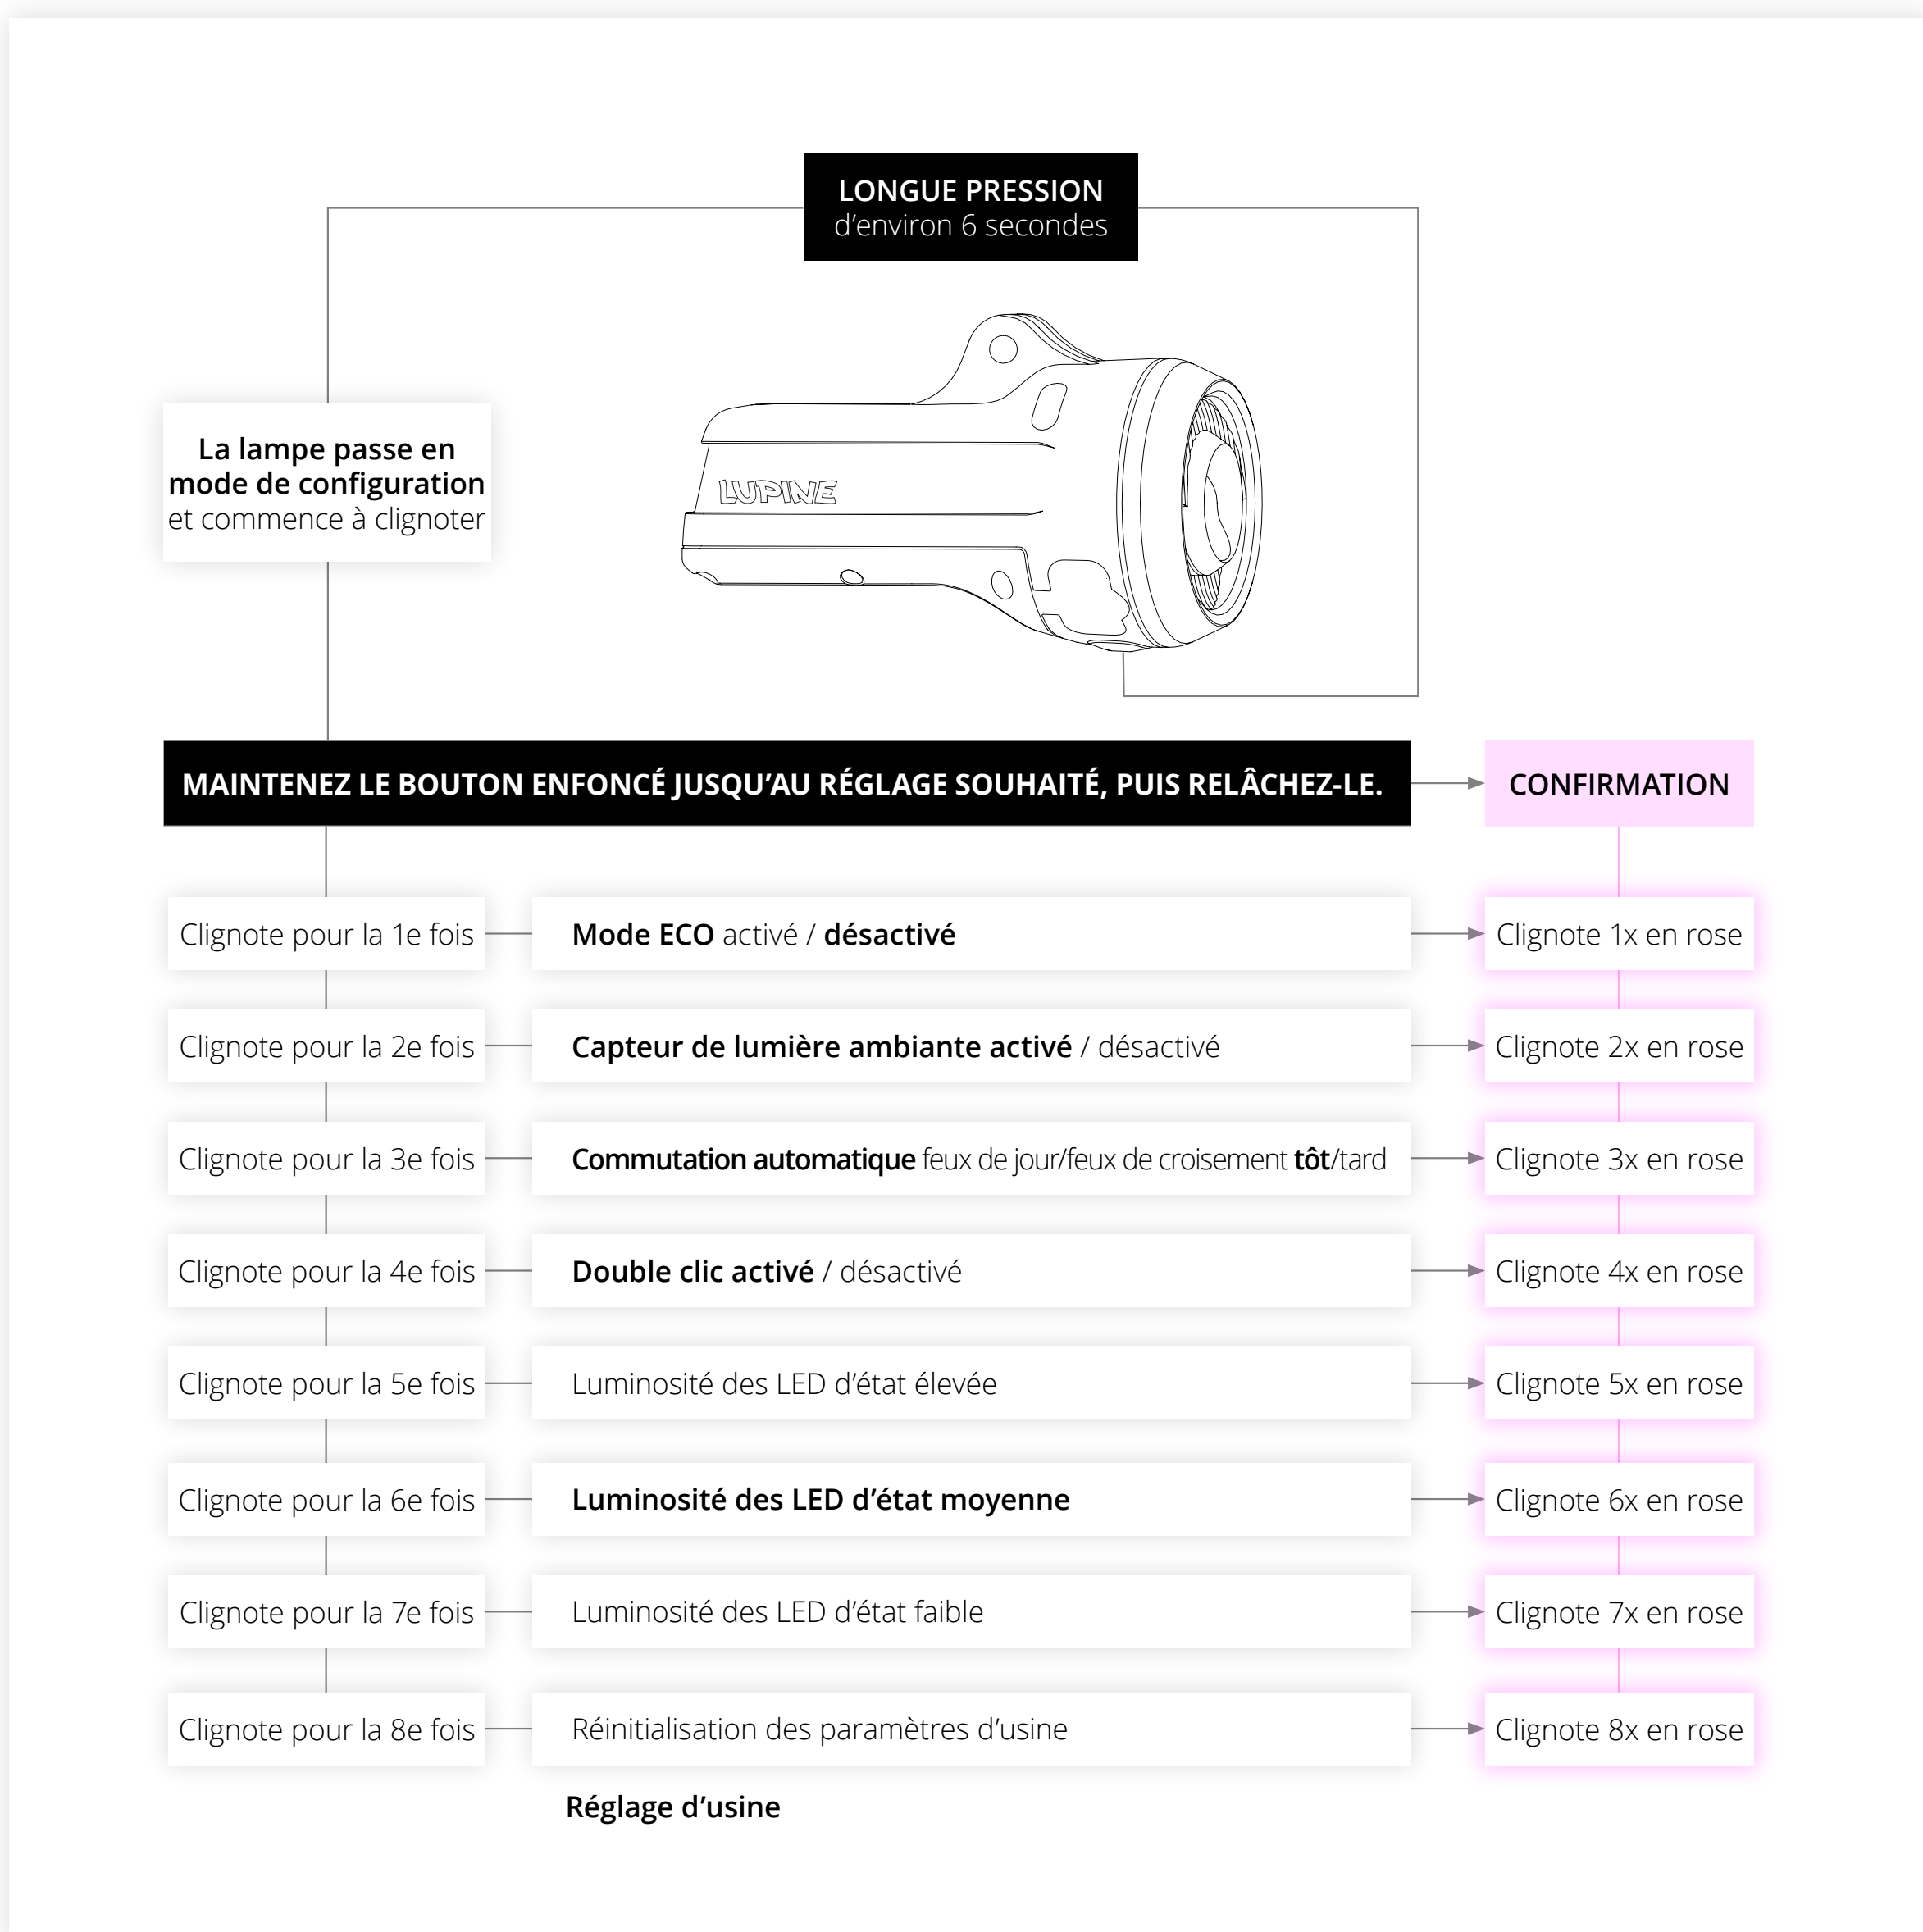 LONGUE PRESSION
d’environ 6 secondes
La lampe passe en
mode de configuration
et commence à clignoter
LUPINE
MAINTENEZ LE BOUTON ENFONCÉ JUSQU’AU RÉGLAGE SOUHAITÉ, PUIS RELÂCHEZ-LE.
CONFIRMATION
Clignote pour la 1e fois
Mode ECO activé / désactivé
Clignote 1x en rose
Clignote pour la 2e fois
Capteur de lumière ambiante activé / désactivé
Clignote 2x en rose
Clignote pour la 3e fois
Commutation automatique feux de jour/feux de croisement tôt/tard
Clignote 3x en rose
Clignote pour la 4e fois
Double clic activé / désactivé
Clignote 4x en rose
Clignote pour la 5e fois
Luminosité des LED d’état élevée
Clignote 5x en rose
Clignote pour la 6e fois
Luminosité des LED d’état moyenne
Clignote 6x en rose
Clignote pour la 7e fois
Luminosité des LED d’état faible
Clignote 7x en rose
Clignote pour la 8e fois
Réinitialisation des paramètres d’usine
Clignote 8x en rose
Réglage d’usine